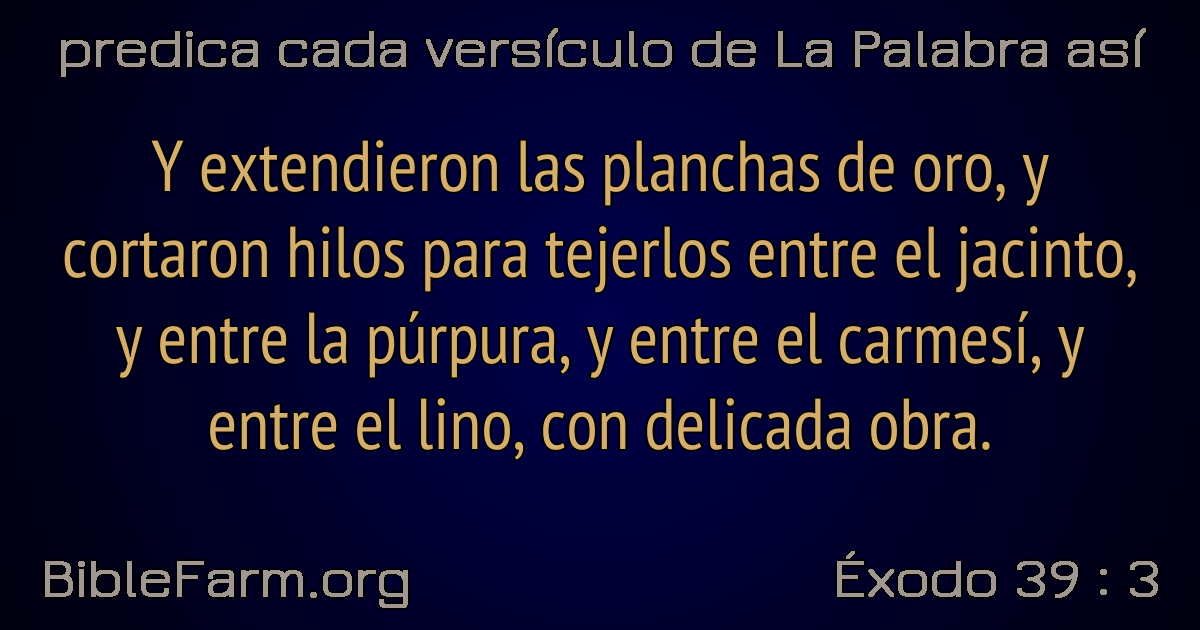 predica cada versículo de La Palabra así
Y extendieron las planchas de oro, y
cortaron hilos para tejerlos entre el jacinto,
y entre la púrpura, y entre el carmesí, y
entre el lino, con delicada obra.
BibleFarm.org
Éxodo 39 : 3